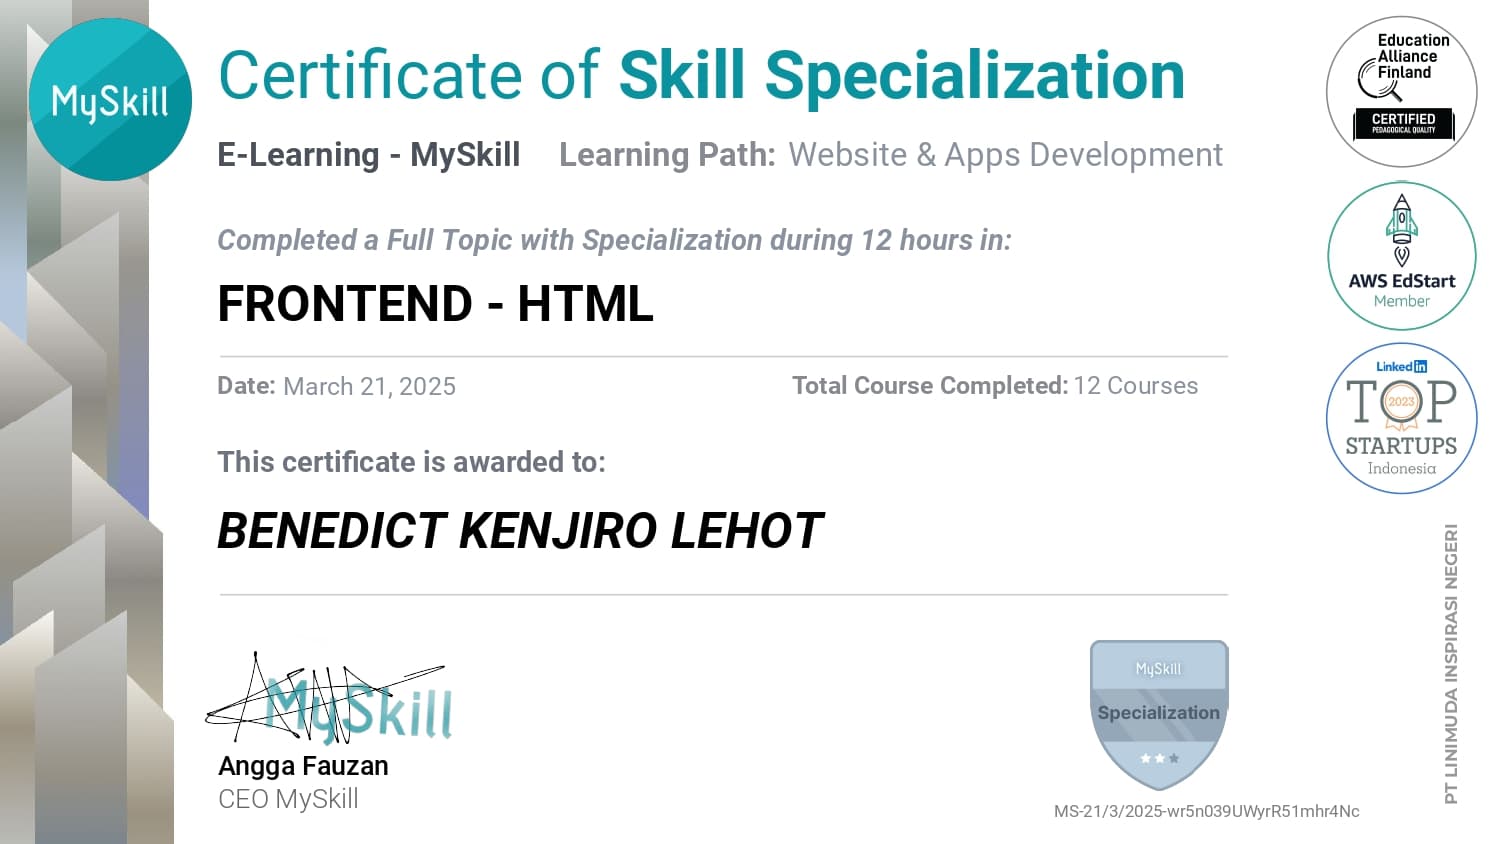 MySkill
Certificate of Skill Specialization
E-Learning - MySkill Learning Path: Website & Apps Development
Completed a Full Topic with Specialization during 12 hours in:
FRONTEND - HTML
Date: March 21, 2025 Total Course Completed: 12 Courses
This certificate is awarded to:
BENEDICT KENJIRO LEHOT
MySkill
Angga Fauzan
CEO MySkill
MySkill
Specialization
MS-21/3/2025-wr5n039UWyrR51mhr4Nc
Education
Alliance
Finland
CERTIFIED
PEDAGOGICAL QUALITY
AWS EdStart
Member
Linked in
TOP
2023
STARTUPS
Indonesia
PT LINIMUDA INSPIRASI NEGERI